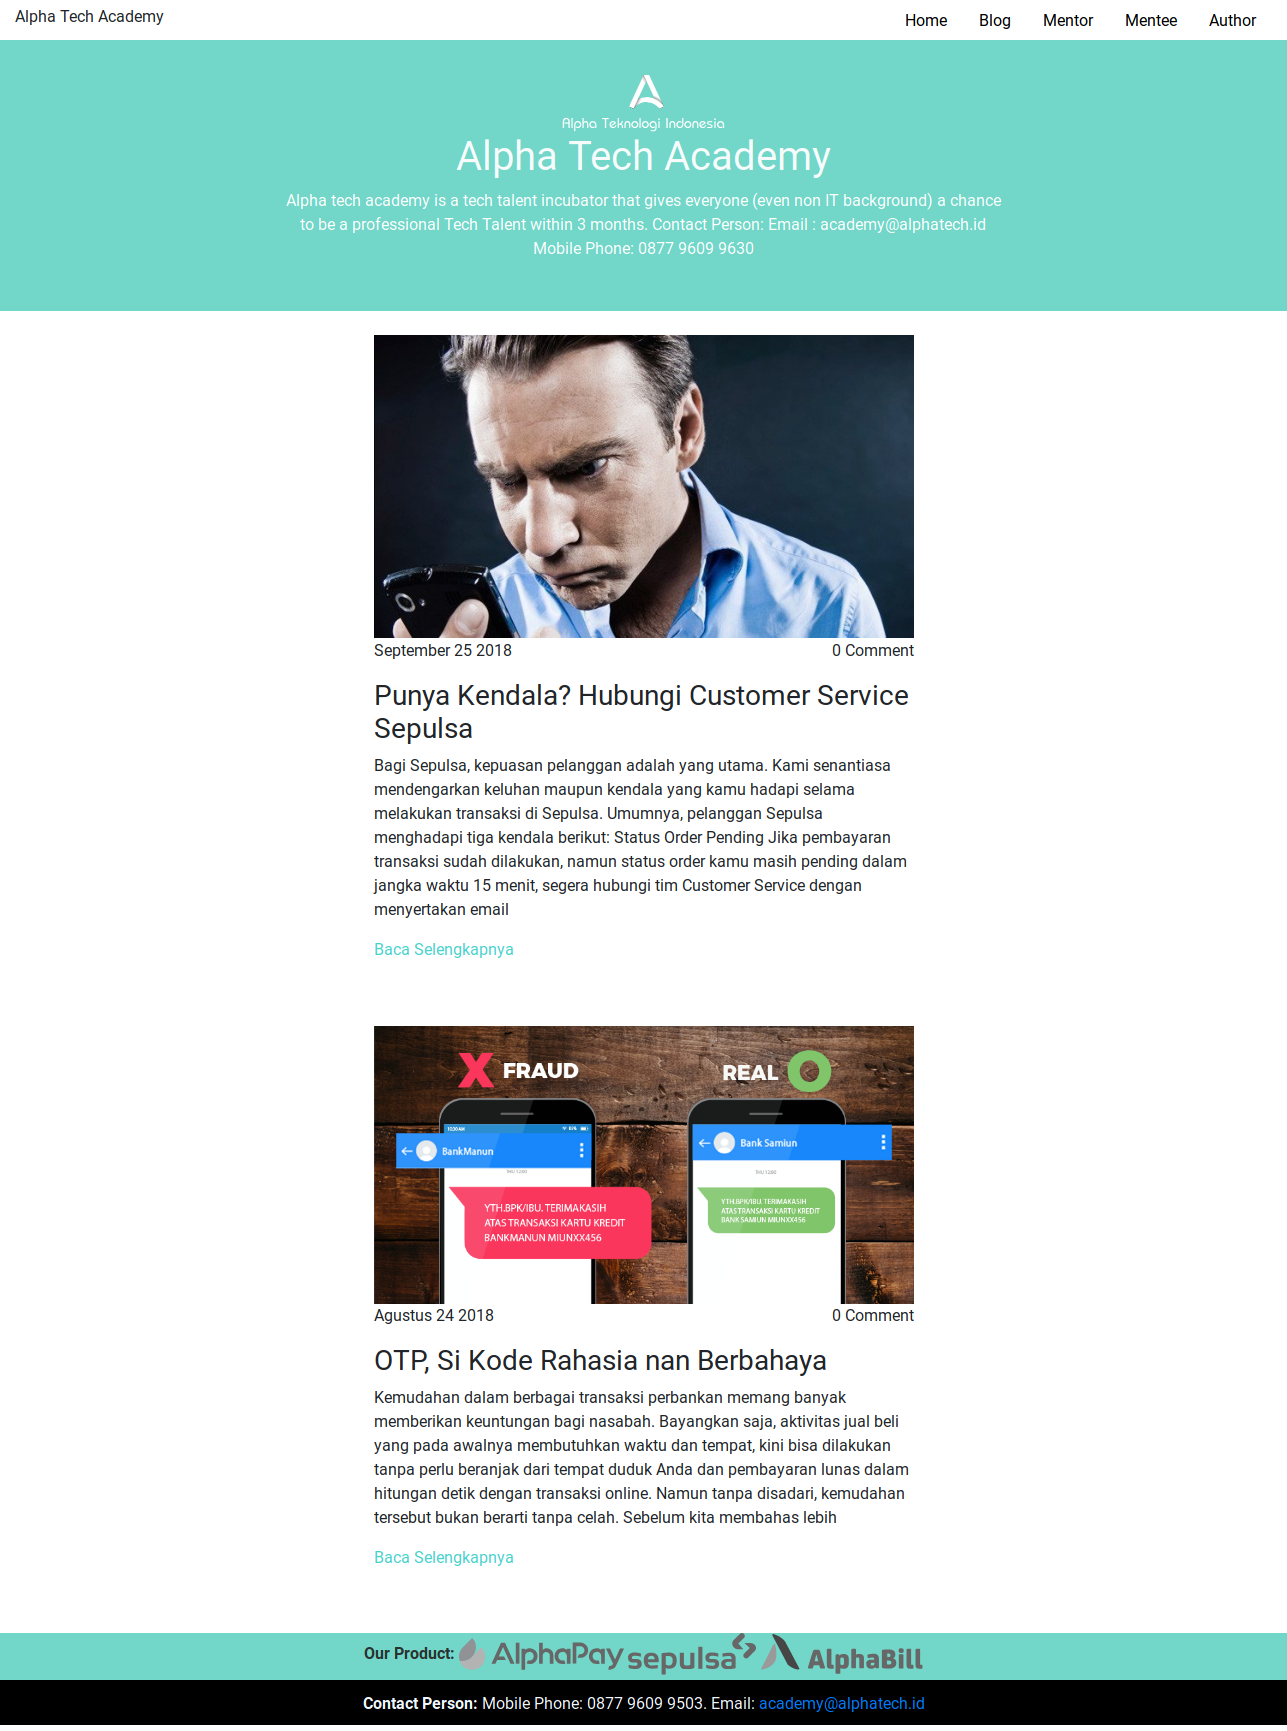 Alpha Tech Academy
Home Blog Mentor Mentee Author
Alpha Teknologi Indonesia
Alpha Tech Academy
Alpha tech academy is a tech talent incubator that gives everyone (even non IT background) a chance
to be a professional Tech Talent within 3 months. Contact Person: Email : academy@alphatech.id
Mobile Phone: 0877 9609 9630
September 25 2018 0 Comment
Punya Kendala? Hubungi Customer Service
Sepulsa
Bagi Sepulsa, kepuasan pelanggan adalah yang utama. Kami senantiasa
mendengarkan keluhan maupun kendala yang kamu hadapi selama
melakukan transaksi di Sepulsa. Umumnya, pelanggan Sepulsa
menghadapi tiga kendala berikut: Status Order Pending Jika pembayaran
transaksi sudah dilakukan, namun status order kamu masih pending dalam
jangka waktu 15 menit, segera hubungi tim Customer Service dengan
menyertakan email
Baca Selengkapnya
X FRAUD
REAL O
10:30 AM 83%
BankManun
THU 12:00
YTH.BPK/IBU. TERIMAKASIH
ATAS TRANSAKSI KARTU KREDIT
BANKMANUN MIUNXX456
Bank Samiun
THU 12:00
YTH.BPK/IBU. TERIMAKASIH
ATAS TRANSAKSI KARTU KREDIT
BANK SAMIUN MIUNXX456
Agustus 24 2018 0 Comment
OTP, Si Kode Rahasia nan Berbahaya
Kemudahan dalam berbagai transaksi perbankan memang banyak
memberikan keuntungan bagi nasabah. Bayangkan saja, aktivitas jual beli
yang pada awalnya membutuhkan waktu dan tempat, kini bisa dilakukan
tanpa perlu beranjak dari tempat duduk Anda dan pembayaran lunas dalam
hitungan detik dengan transaksi online. Namun tanpa disadari, kemudahan
tersebut bukan berarti tanpa celah. Sebelum kita membahas lebih
Baca Selengkapnya
Our Product: AlphaPay sepulsa AlphaBill
Contact Person: Mobile Phone: 0877 9609 9503. Email: academy@alphatech.id